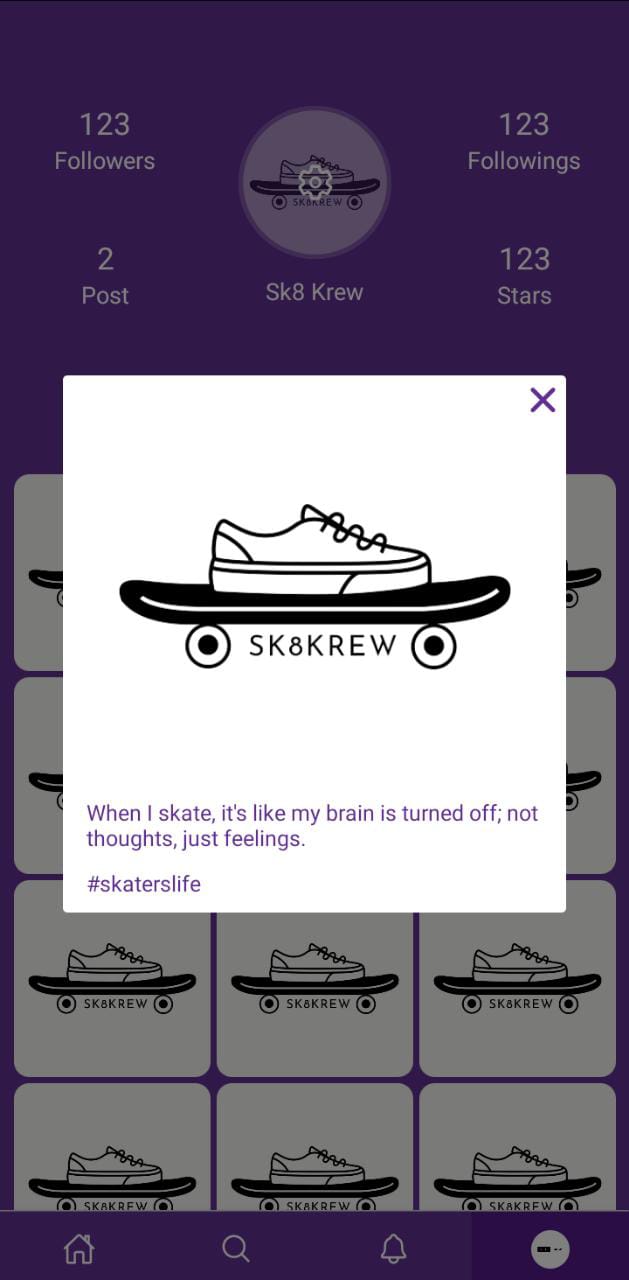 123
Followers
123
Followings
SK8KREW
2
Post
Sk8 Krew
123
Stars
SK8KREW
When I skate, it's like my brain is turned off; not
thoughts, just feelings.
#skaterslife
SK8KREW
SK8KREW
SK8KREW
SK8KREW
SK8KREW
SK8KREW